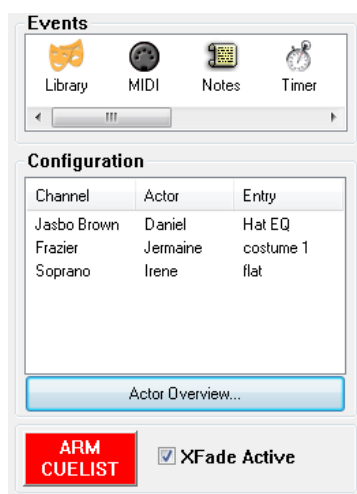 Events
Library MIDI Notes Timer
Configuration
Channel Actor Entry
Jasbo Brown Daniel Hat EQ
Frazier Jermaine costume 1
Soprano Irene flat
Actor Overview...
ARM
CUELIST
XFade Active